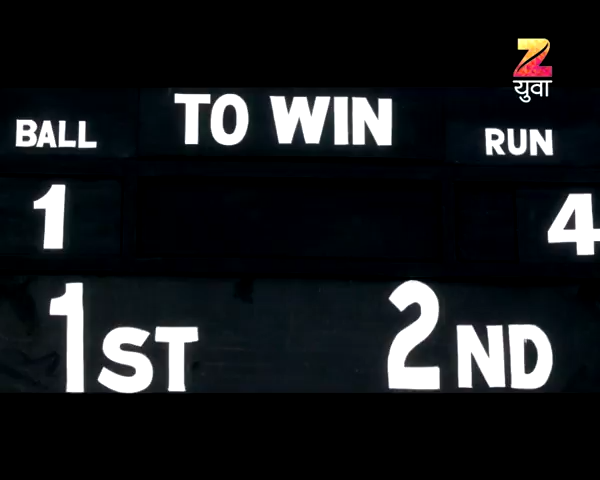 Z
युवा
TO WIN
BALL RUN
1 4
1ST 2ND